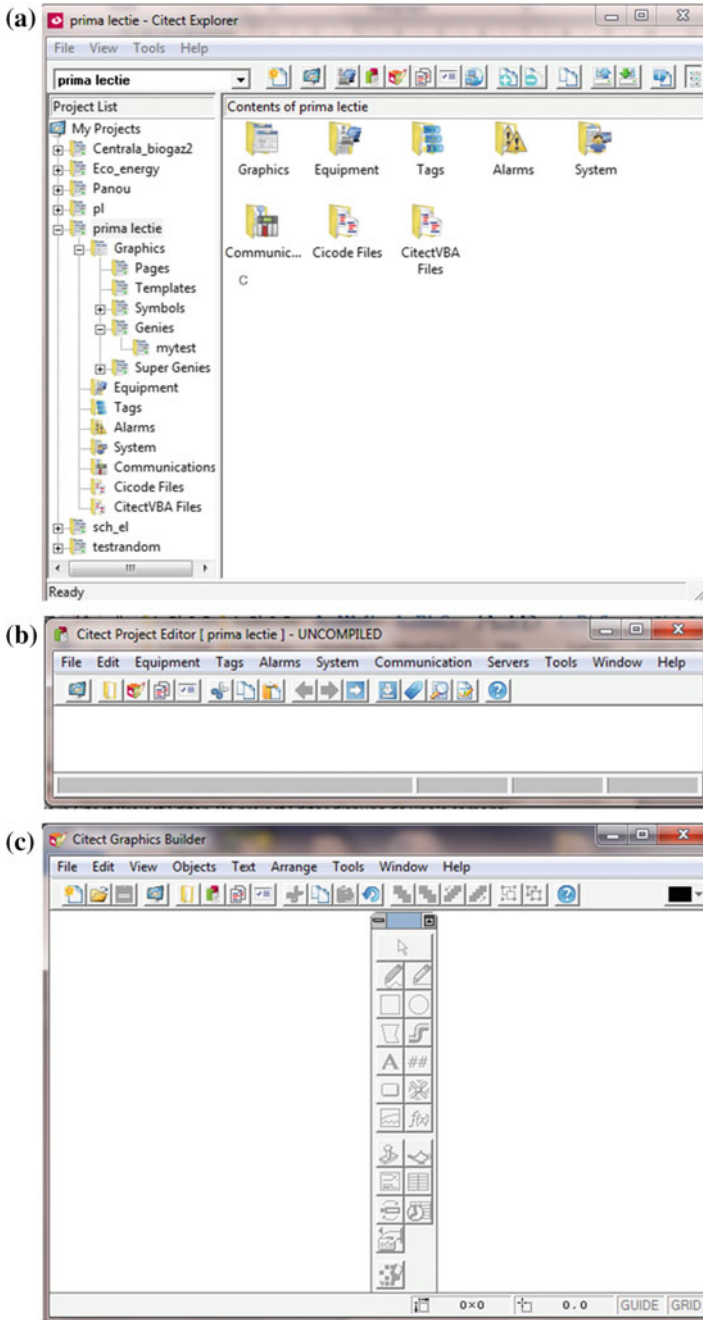 (a)
prima lectie - Citect Explorer
File View Tools Help
prima lectie
Project List
Contents of prima lectie
My Projects
Centrala_biogaz2
Eco_energy
Panou
pl
prima lectie
Graphics
Pages
Templates
Symbols
Genies
mytest
Super Genies
Equipment
Tags
Alarms
System
Communications
Cicode Files
CitectVBA Files
sch_el
testrandom
Graphics Equipment Tags Alarms System
Communic... Cicode Files CitectVBA
Files
C
Ready
(b)
Citect Project Editor [ prima lectie ] - UNCOMPILED
File Edit Equipment Tags Alarms System Communication Servers Tools Window Help
(c)
Citect Graphics Builder
File Edit View Objects Text Arrange Tools Window Help
A ##
f(x)
0×0 0.0 GUIDE GRID